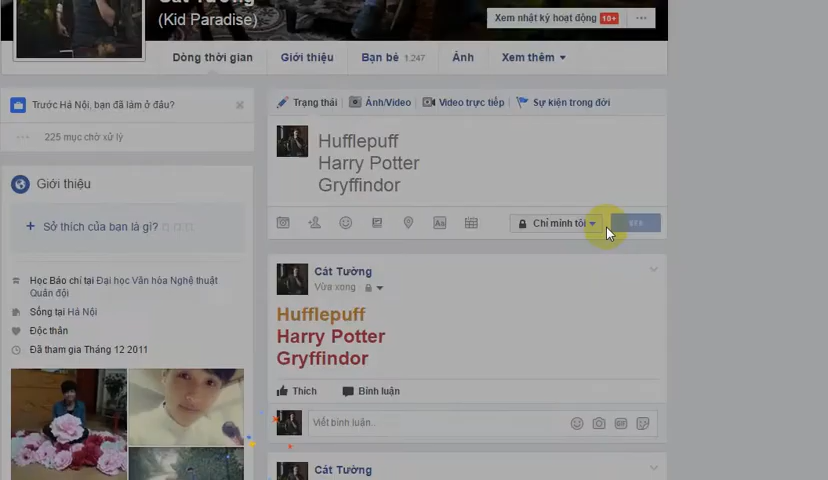 (Kid Paradise)
Xem nhật ký hoạt động 10+
Dòng thời gian
Giới thiệu
Bạn bè 1.247
Ảnh
Xem thêm
Trước Hà Nội, bạn đã làm ở đâu?
225 mục chờ xử lý
Giới thiệu
+ Sở thích của bạn là gì?
Học Báo chí tại Đại học Văn hóa Nghệ thuật
Quân đội
Sống tại Hà Nội
Độc thân
Đã tham gia Tháng 12 2011
Trạng thái
Ảnh/Video
Video trực tiếp
Sự kiện trong đời
Hufflepuff
Harry Potter
Gryffindor
Aa
Chỉ mình tôi
Cát Tường
Vừa xong
Hufflepuff
Harry Potter
Gryffindor
Thích
Bình luận
Viết bình luận..
GIF
Cát Tường